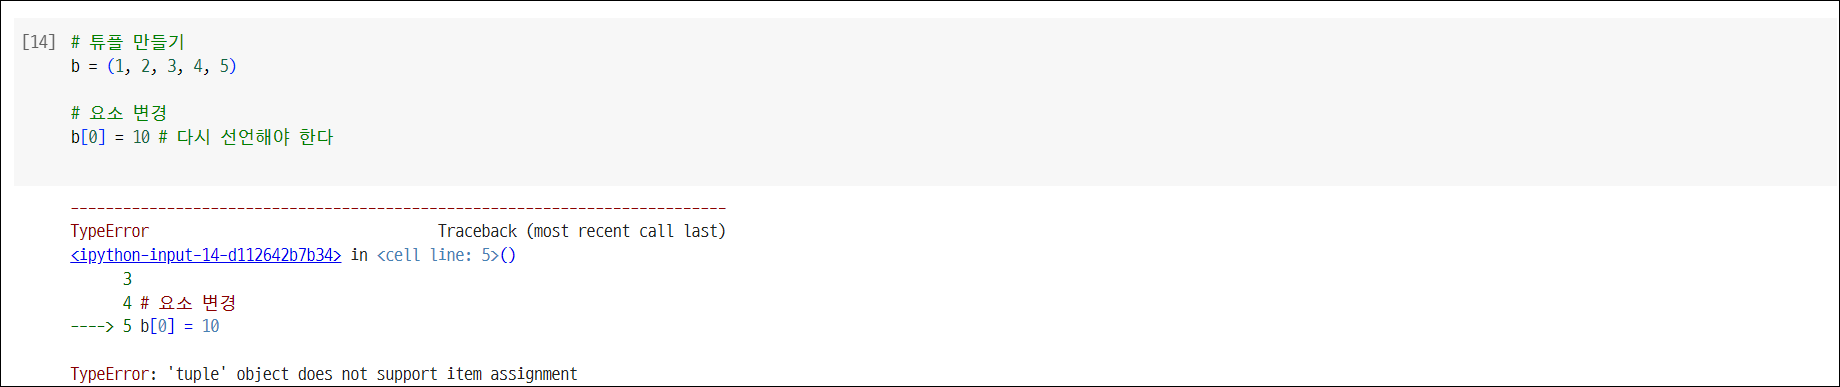 [14] # 튜플 만들기
b = (1, 2, 3, 4, 5)
# 요소 변경
b[0] = 10 # 다시 선언해야 한다
---------------------------------------------------------------------------
TypeError                                 Traceback (most recent call last)
<ipython-input-14-d112642b7b34> in <cell line: 5>()
3
4 # 요소 변경
----> 5 b[0] = 10
TypeError: 'tuple' object does not support item assignment